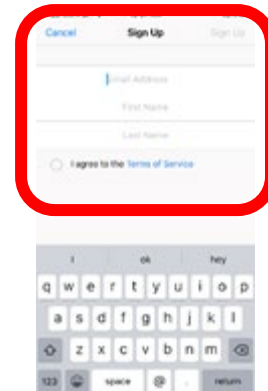 Cancel Sign Up Sign Up
Email Address
First Name
Last Name
I agree to the Terms of Service
I ok hey
q w e r t y u i o p
a s d f g h j k l
z x c v b n m
123 space @ . return